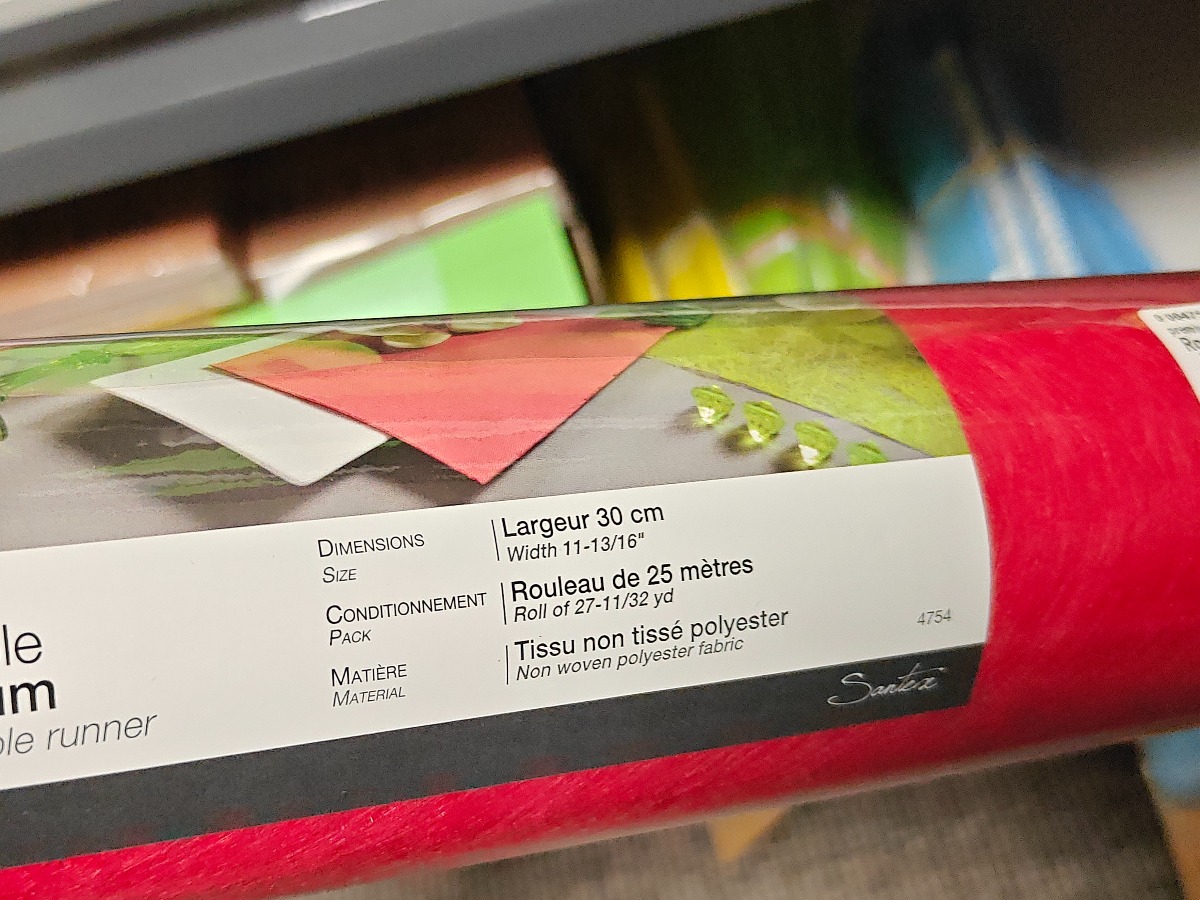 le
um
ble runner
DIMENSIONS
SIZE
Largeur 30 cm
Width 11-13/16"
CONDITIONNEMENT
PACK
Rouleau de 25 mètres
Roll of 27-11/32 yd
MATIÈRE
MATERIAL
Tissu non tissé polyester
Non woven polyester fabric
4754
Santex